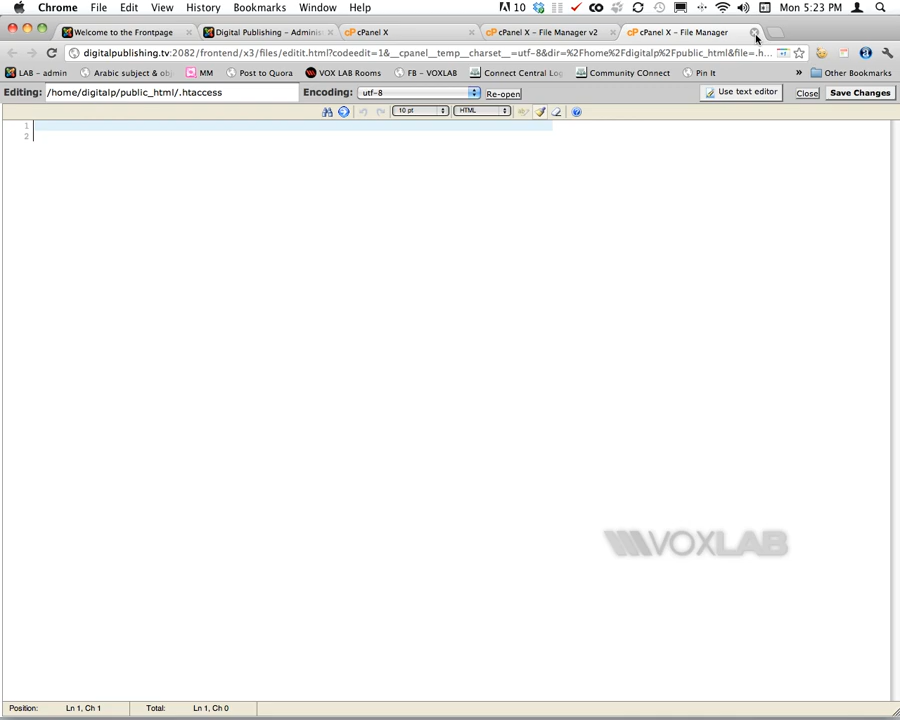 Chrome File Edit View History Bookmarks Window Help 10 Mon 5:23 PM
Welcome to the Frontpage Digital Publishing – Adminis cPanel X cPanel X – File Manager v2 cPanel X – File Manager
digitalpublishing.tv:2082/frontend/x3/files/editit.html?codeedit=1&__cpanel__temp__charset__=utf-8&dir=%2Fhome%2Fdigitalp%2Fpublic_html&file=.h...
LAB – admin Arabic subject & obj MM Post to Quora VOX LAB Rooms FB – VOXLAB Connect Central Log Community COnnect Pin It » Other Bookmarks
Editing: /home/digitalp/public_html/.htaccess Encoding: utf-8 Re-open Use text editor Close Save Changes
10 pt HTML
1
2
VOXLAB
Position: Ln 1, Ch 1 Total: Ln 1, Ch 0